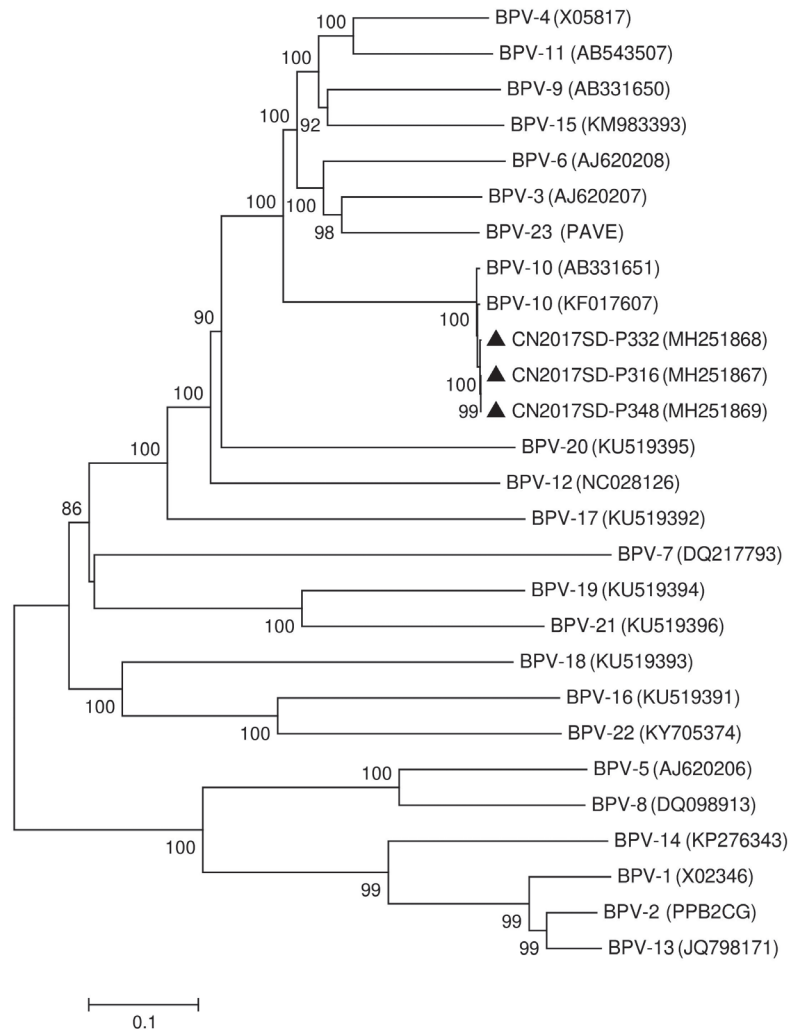 100
BPV-4 (X05817)
BPV-11 (AB543507)
100
BPV-9 (AB331650)
100
92
BPV-15 (KM983393)
BPV-6 (AJ620208)
BPV-3 (AJ620207)
100
100
98
BPV-23 (PAVE)
BPV-10 (AB331651)
BPV-10 (KF017607)
90
100
▲ CN2017SD-P332 (MH251868)
▲ CN2017SD-P316 (MH251867)
100
100
99
▲ CN2017SD-P348 (MH251869)
100
BPV-20 (KU519395)
BPV-12 (NC028126)
86
BPV-17 (KU519392)
BPV-7 (DQ217793)
BPV-19 (KU519394)
100
BPV-21 (KU519396)
BPV-18 (KU519393)
100
BPV-16 (KU519391)
100
BPV-22 (KY705374)
100
BPV-5 (AJ620206)
BPV-8 (DQ098913)
100
BPV-14 (KP276343)
99
BPV-1 (X02346)
99
BPV-2 (PPB2CG)
99
BPV-13 (JQ798171)
0.1